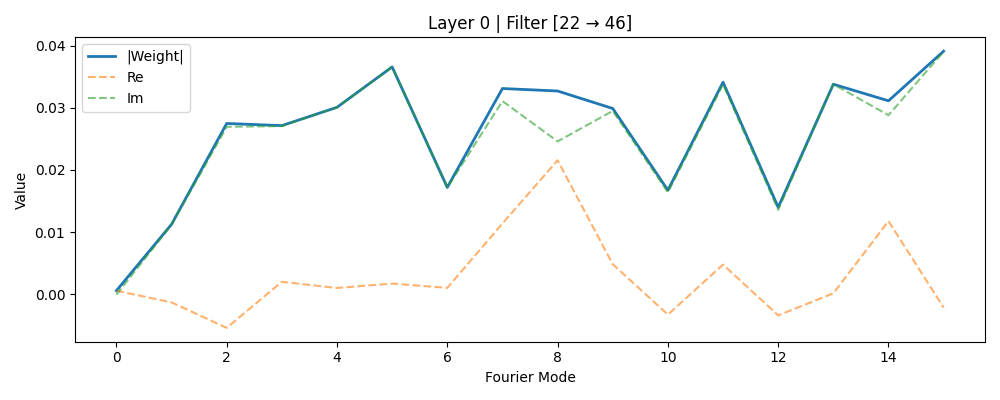 Layer 0 | Filter [22 → 46]
|Weight|
Re
Im
Value
0.04
0.03
0.02
0.01
0.00
0 2 4 6 8 10 12 14
Fourier Mode